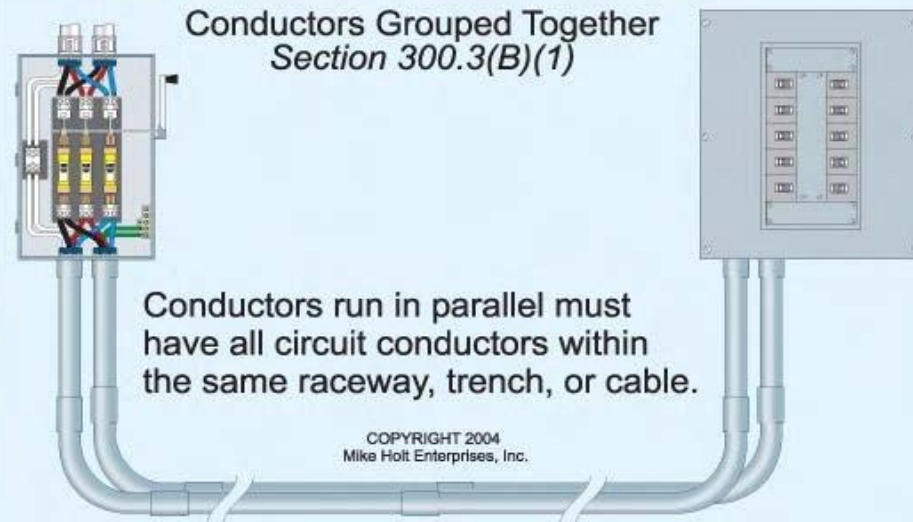 Conductors Grouped Together
Section 300.3(B)(1)
Conductors run in parallel must
have all circuit conductors within
the same raceway, trench, or cable.
COPYRIGHT 2004
Mike Holt Enterprises, Inc.